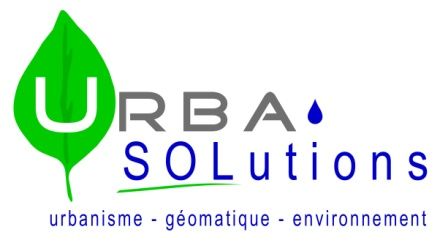 URBA
SOLutions
urbanisme - géomatique - environnement